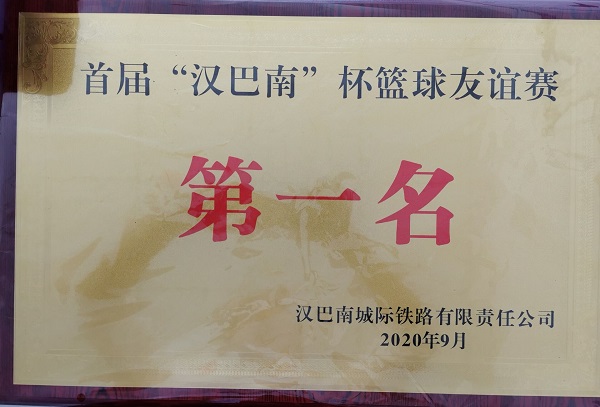 首届“汉巴南”杯篮球友谊赛
第一名
汉巴南城际铁路有限责任公司
2020年9月